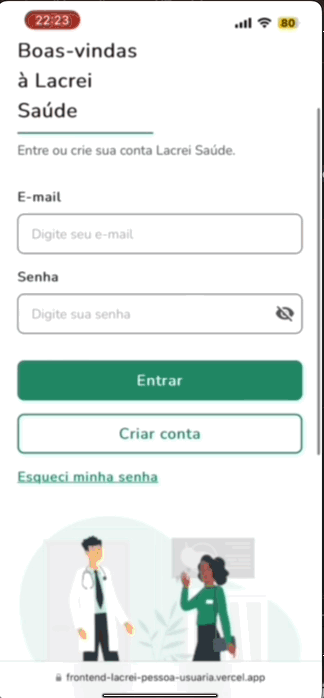 22:23
80
Boas-vindas
à Lacrei
Saúde
Entre ou crie sua conta Lacrei Saúde.
E-mail
Digite seu e-mail
Senha
Digite sua senha
Entrar
Criar conta
Esqueci minha senha
frontend-lacrei-pessoa-usuaria.vercel.app